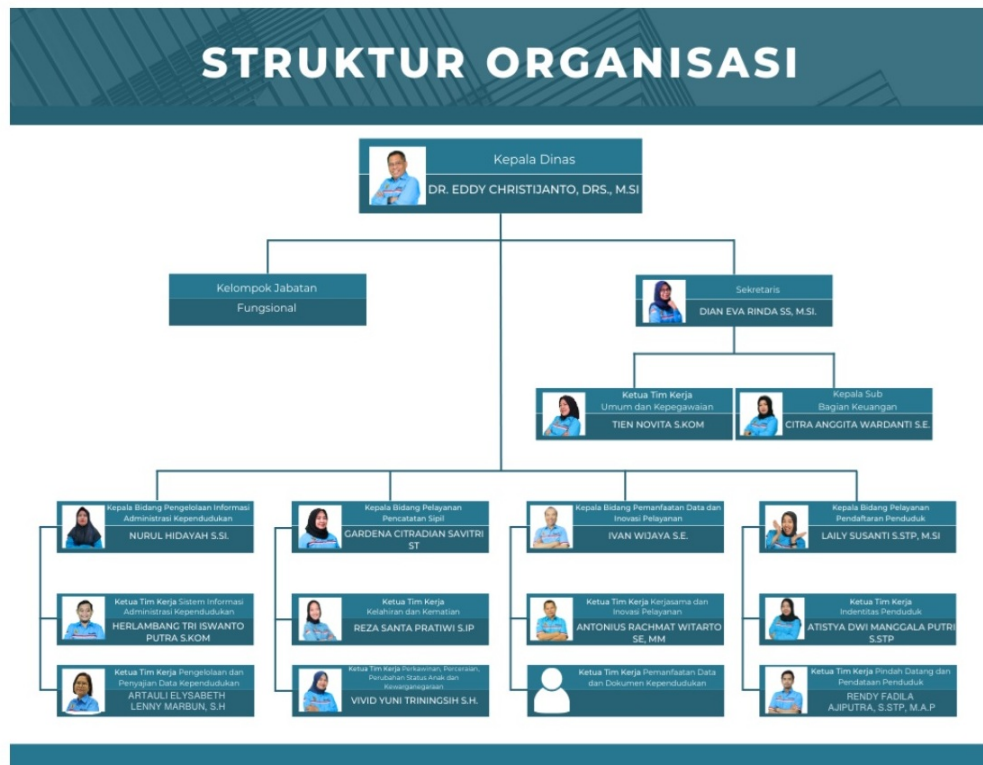 STRUKTUR ORGANISASI
Kepala Dinas
DR. EDDY CHRISTIJANTO, DRS., M.SI
Kelompok Jabatan
Fungsional
Sekretaris
DIAN EVA RINDA SS, M.SI.
Ketua Tim Kerja
Umum dan Kepegawaian
TIEN NOVITA S.KOM
Kepala Sub
Bagian Keuangan
CITRA ANGGITA WARDANTI S.E.
Kepala Bidang Pengelolaan Informasi
Administrasi Kependudukan
NURUL HIDAYAH S.SI.
Kepala Bidang Pelayanan
Pencatatan Sipil
GARDENA CITRADIAN SAVITRI
ST
Kepala Bidang Pemanfaatan Data dan
Inovasi Pelayanan
IVAN WIJAYA S.E.
Kepala Bidang Pelayanan
Pendaftaran Penduduk
LAILY SUSANTI S.STP, M.SI
Ketua Tim Kerja Sistem Informasi
Administrasi Kependudukan
HERLAMBANG TRI ISWANTO
PUTRA S.KOM
Ketua Tim Kerja
Kelahiran dan Kematian
REZA SANTA PRATIWI S.IP
Ketua Tim Kerja Kerjasama dan
Inovasi Pelayanan
ANTONIUS RACHMAT WITARTO
SE, MM
Ketua Tim Kerja
Indentitas Penduduk
ATISTYA DWI MANGGALA PUTRI
S.STP
Ketua Tim Kerja Pengelolaan dan
Penyajian Data Kependudukan
ARTAULI ELYSABETH
LENNY MARBUN, S.H
Ketua Tim Kerja Perkawinan, Perceraian,
Perubahan Status Anak dan
Kewarganegaraan
VIVID YUNI TRININGSIH S.H.
Ketua Tim Kerja Pemanfaatan Data
dan Dokumen Kependudukan
Ketua Tim Kerja Pindah Datang dan
Pendataan Penduduk
RENDY FADILA
AJIPUTRA, S.STP, M.A.P